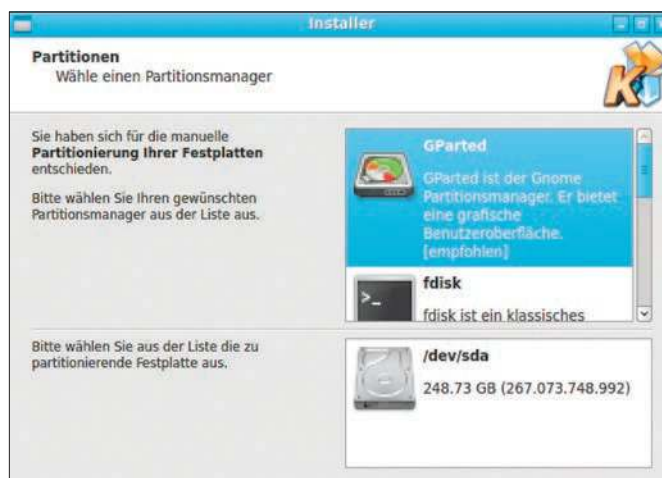 Installer
Partitionen
Wähle einen Partitionsmanager
K
Sie haben sich für die manuelle
Partitionierung Ihrer Festplatten
entschieden.
Bitte wählen Sie Ihren gewünschten
Partitionsmanager aus der Liste aus.
GParted
GParted ist der Gnome
Partitionsmanager. Er bietet
eine grafische
Benutzeroberfläche.
[empfohlen]
>_
fdisk
fdisk ist ein klassisches
Bitte wählen Sie aus der Liste die zu
partitionierende Festplatte aus.
/dev/sda
248.73 GB (267.073.748.992)